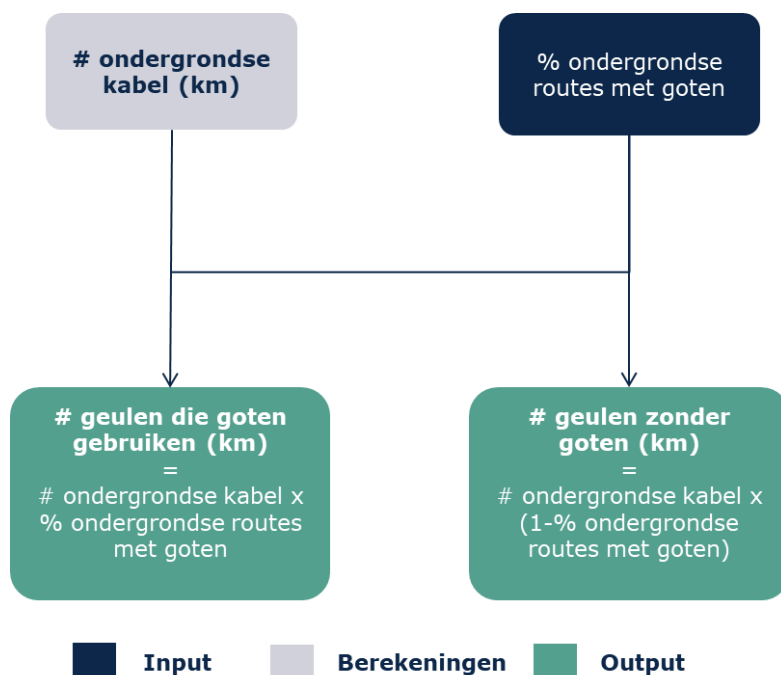 # ondergrondse
kabel (km)
% ondergrondse
routes met goten
# geulen die goten
gebruiken (km)
=
# ondergrondse kabel x
% ondergrondse routes
met goten
# geulen zonder
goten (km)
=
# ondergrondse kabel x
(1-% ondergrondse
routes met goten)
Input
Berekeningen
Output